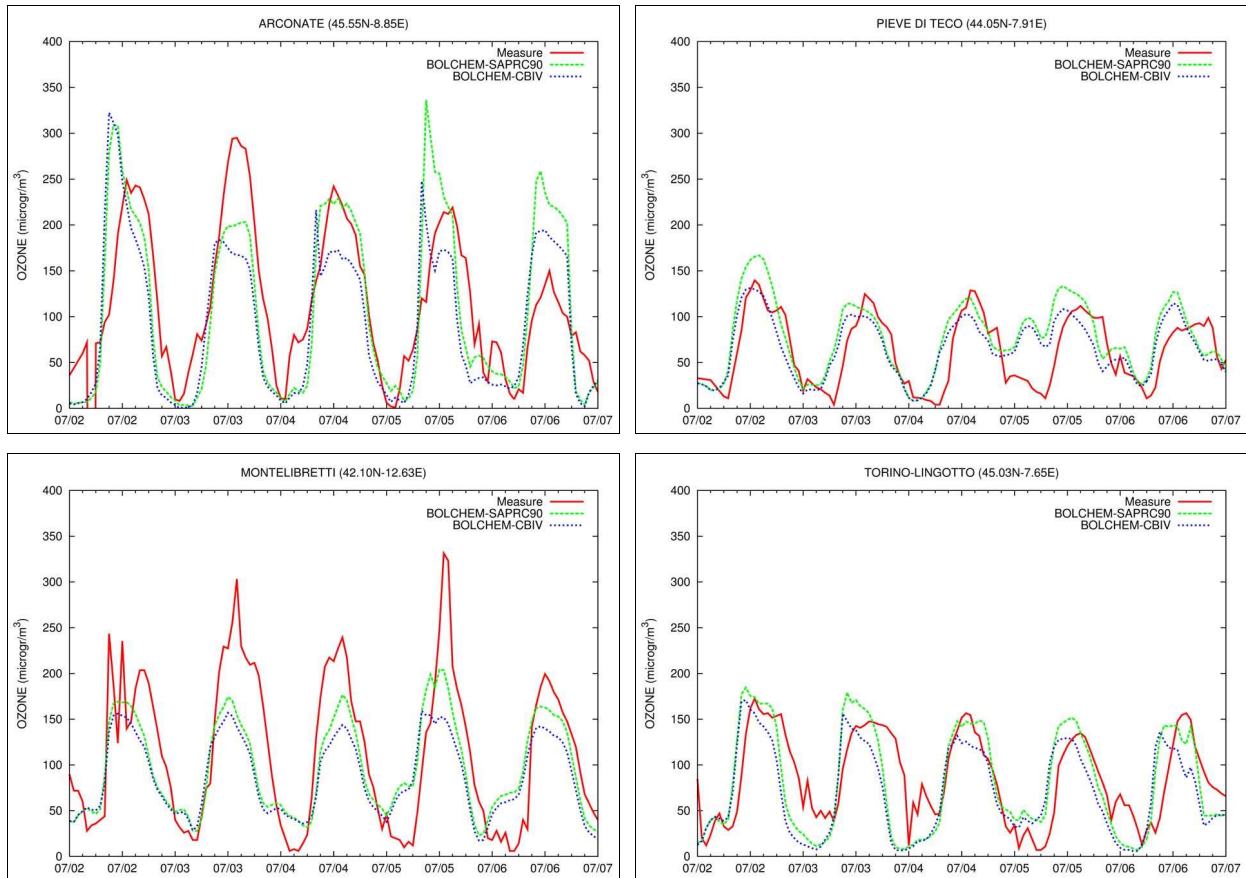 ARCONATE (45.55N-8.85E)
400
350
300
250
200
150
100
50
0
OZONE (microgr/m³)
Measure
BOLCHEM-SAPRC90
BOLCHEM-CBIV
07/02 07/02 07/03 07/03 07/04 07/04 07/05 07/05 07/06 07/06 07/07
PIEVE DI TECO (44.05N-7.91E)
400
350
300
250
200
150
100
50
0
OZONE (microgr/m³)
Measure
BOLCHEM-SAPRC90
BOLCHEM-CBIV
07/02 07/02 07/03 07/03 07/04 07/04 07/05 07/05 07/06 07/06 07/07
MONTELIBRETTI (42.10N-12.63E)
400
350
300
250
200
150
100
50
0
OZONE (microgr/m³)
Measure
BOLCHEM-SAPRC90
BOLCHEM-CBIV
07/02 07/02 07/03 07/03 07/04 07/04 07/05 07/05 07/06 07/06 07/07
TORINO-LINGOTTO (45.03N-7.65E)
400
350
300
250
200
150
100
50
0
OZONE (microgr/m³)
Measure
BOLCHEM-SAPRC90
BOLCHEM-CBIV
07/02 07/02 07/03 07/03 07/04 07/04 07/05 07/05 07/06 07/06 07/07